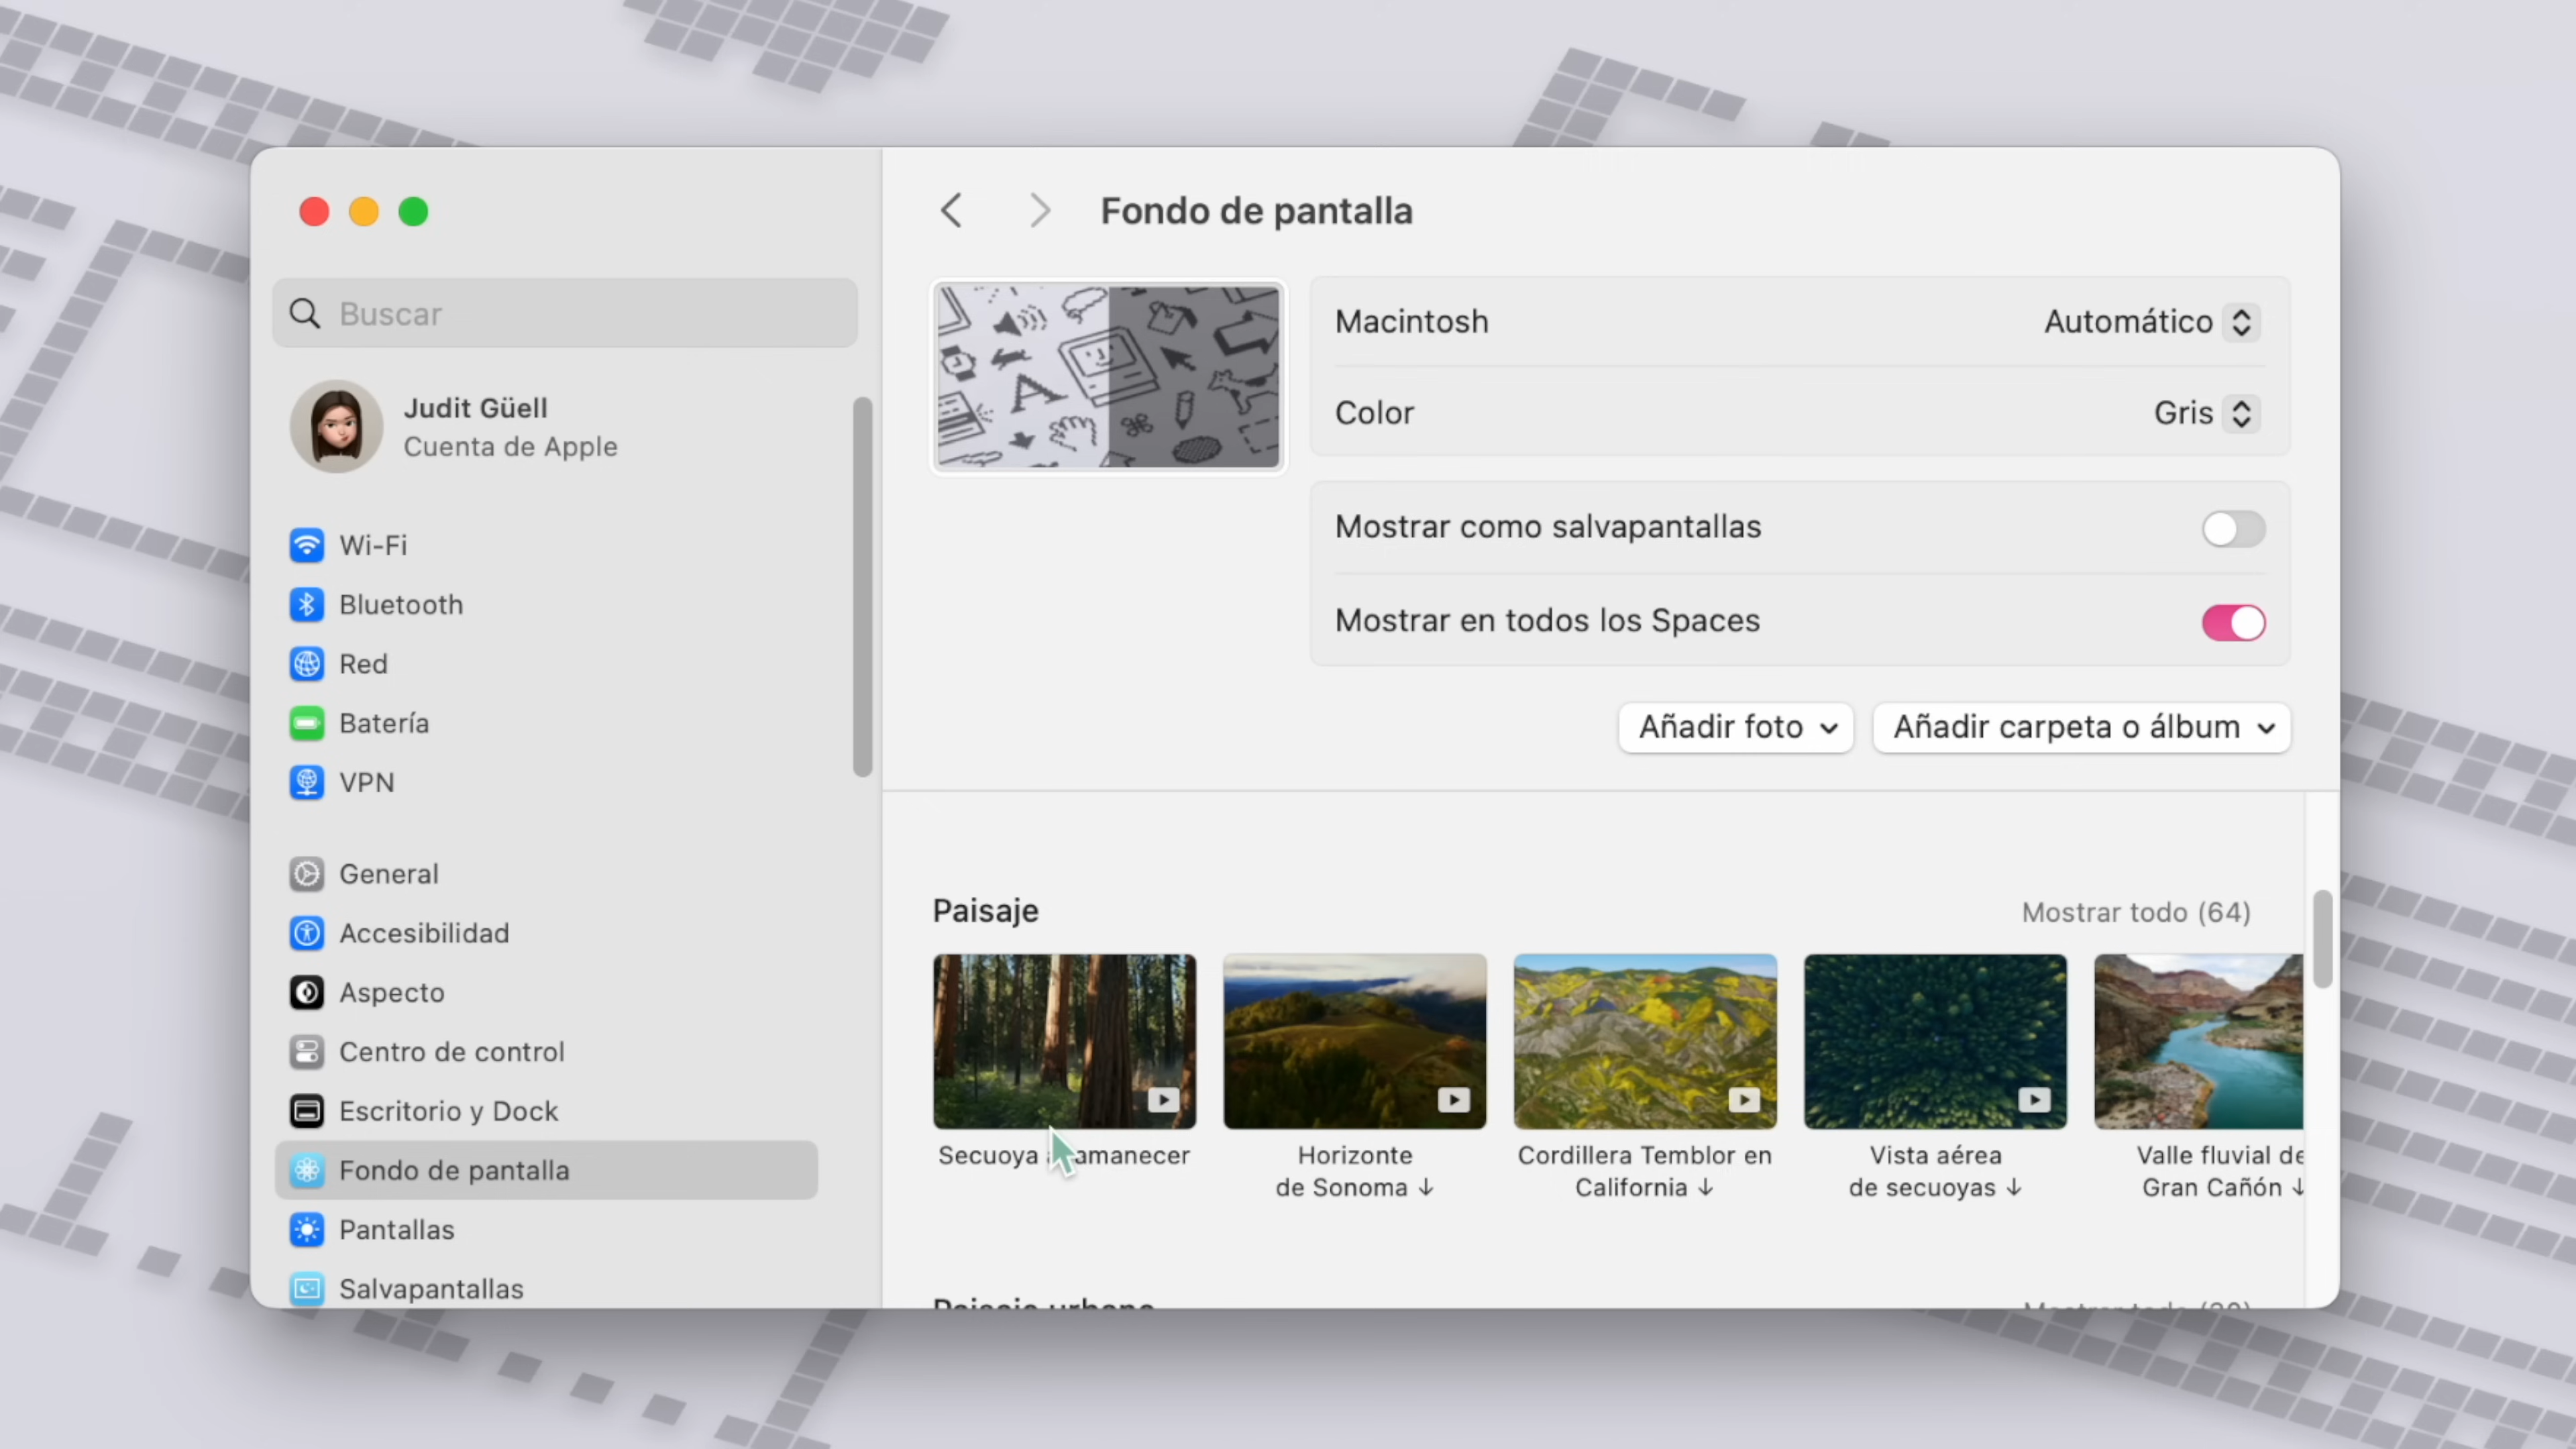 Fondo de pantalla
Buscar
Judit Güell
Cuenta de Apple
Wi-Fi
Bluetooth
Red
Batería
VPN
General
Accesibilidad
Aspecto
Centro de control
Escritorio y Dock
Fondo de pantalla
Pantallas
Salvapantallas
Macintosh
Automático
Color
Gris
Mostrar como salvapantallas
Mostrar en todos los Spaces
Añadir foto
Añadir carpeta o álbum
Paisaje
Mostrar todo (64)
Secuoya amanecer
Horizonte
de Sonoma ↓
Cordillera Temblor en
California ↓
Vista aérea
de secuoyas ↓
Valle fluvial de
Gran Cañón ↓
Paisaje urbano